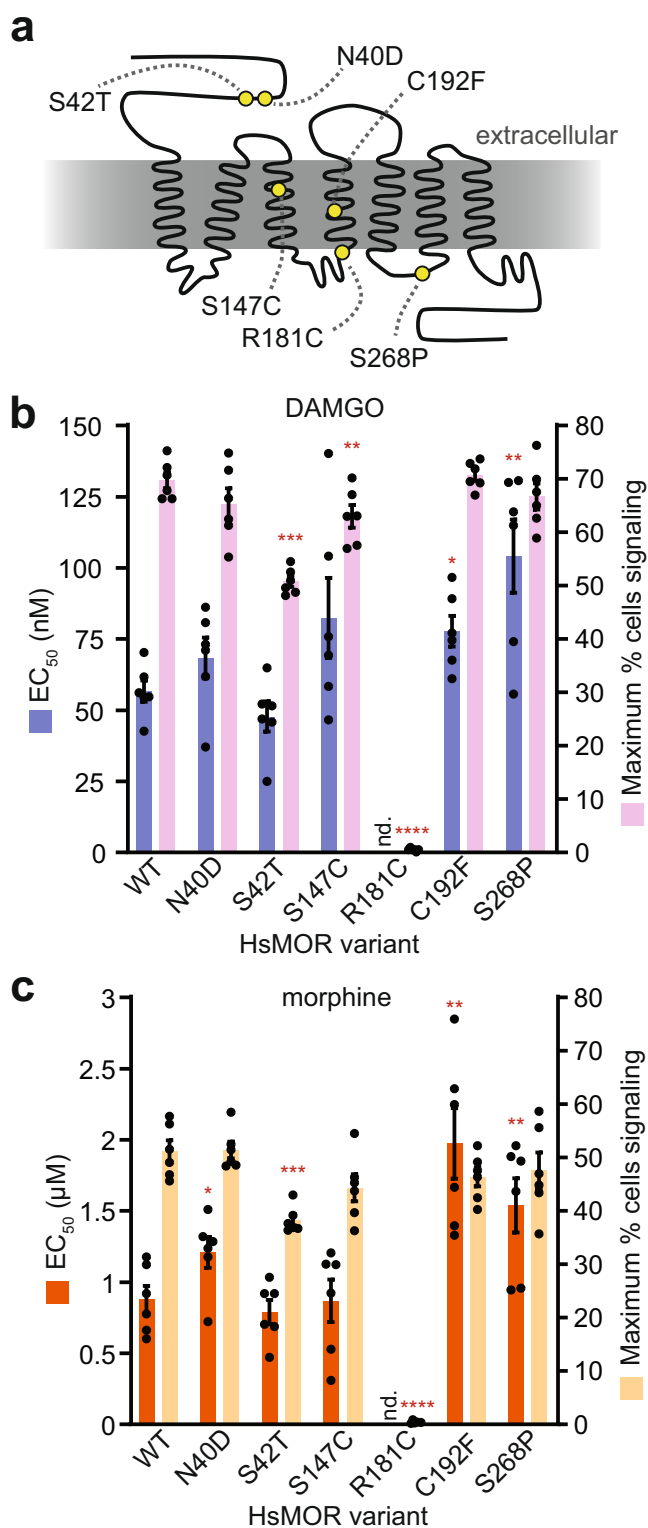 a
N40D
S42T
C192F
extracellular
S147C
R181C
S268P
b
DAMGO
EC50 (nM)
150
125
100
75
50
25
0
**
***
**
*
nd.
****
80
70
60
50
40
30
20
10
0
Maximum % cells signaling
WT
N40D
S42T
S147C
R181C
C192F
S268P
HsMOR variant
c
morphine
EC50 (μM)
3
2.5
2
1.5
1
0.5
0
**
**
***
*
nd.
****
80
70
60
50
40
30
20
10
0
Maximum % cells signaling
WT
N40D
S42T
S147C
R181C
C192F
S268P
HsMOR variant